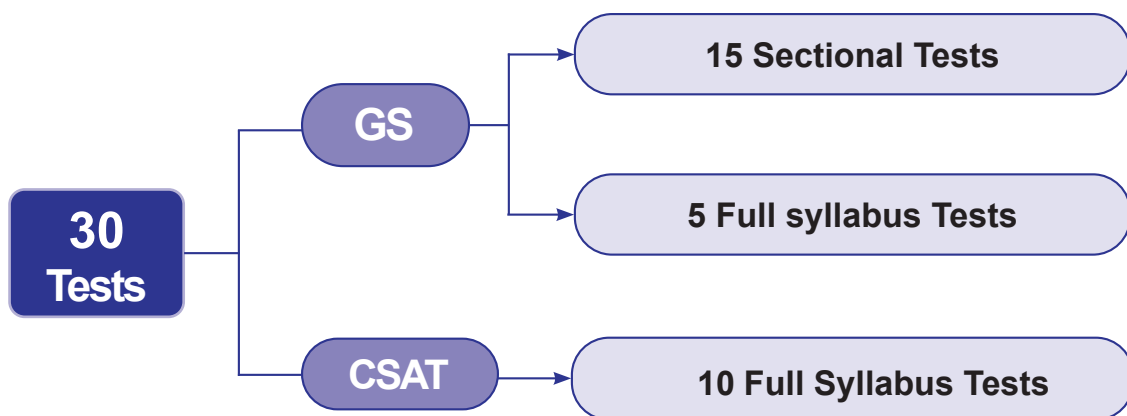 30
Tests
GS
15 Sectional Tests
5 Full syllabus Tests
CSAT
10 Full Syllabus Tests